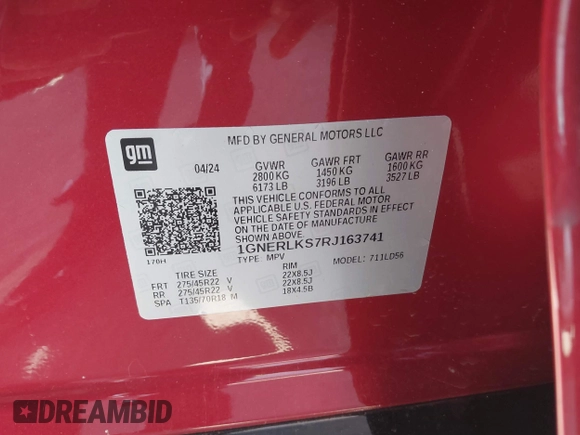 gm
MFD BY GENERAL MOTORS LLC
04/24 GVWR GAWR FRT GAWR RR
2800 KG 1450 KG 1600 KG
6173 LB 3196 LB 3527 LB
THIS VEHICLE CONFORMS TO ALL
APPLICABLE U.S. FEDERAL MOTOR
VEHICLE SAFETY STANDARDS IN EFFECT
ON THE DATE OF MANUFACTURE
SHOWN ABOVE.
1GNERLKS7RJ163741
170H TYPE: MPV MODEL: 711LD56
TIRE SIZE RIM
FRT 275/45R22 V 22X8.5J
RR 275/45R22 V 22X8.5J
SPA T135/70R18 M 18X4.5B
DREAMBID